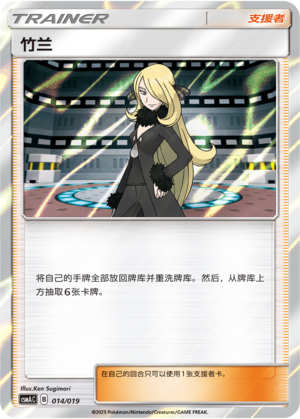 TRAINER 支援者
竹兰
将自己的手牌全部放回牌库并重洗牌库。然后，从牌库上
方抽取6张卡牌。
Illus.Ken Sugimori
CSMAC B 014/019
在自己的回合只可以使用1张支援者卡。
©2023 Pokémon/Nintendo/Creatures/GAME FREAK.